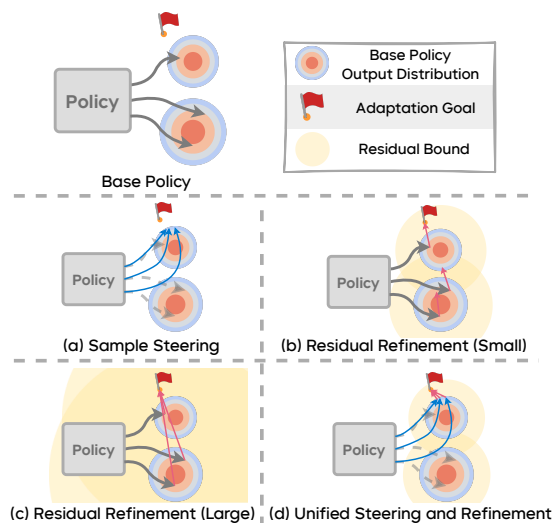 Policy
Base Policy
Base Policy
Output Distribution
Adaptation Goal
Residual Bound
Policy
(a) Sample Steering
Policy
(b) Residual Refinement (Small)
Policy
(c) Residual Refinement (Large)
Policy
(d) Unified Steering and Refinement